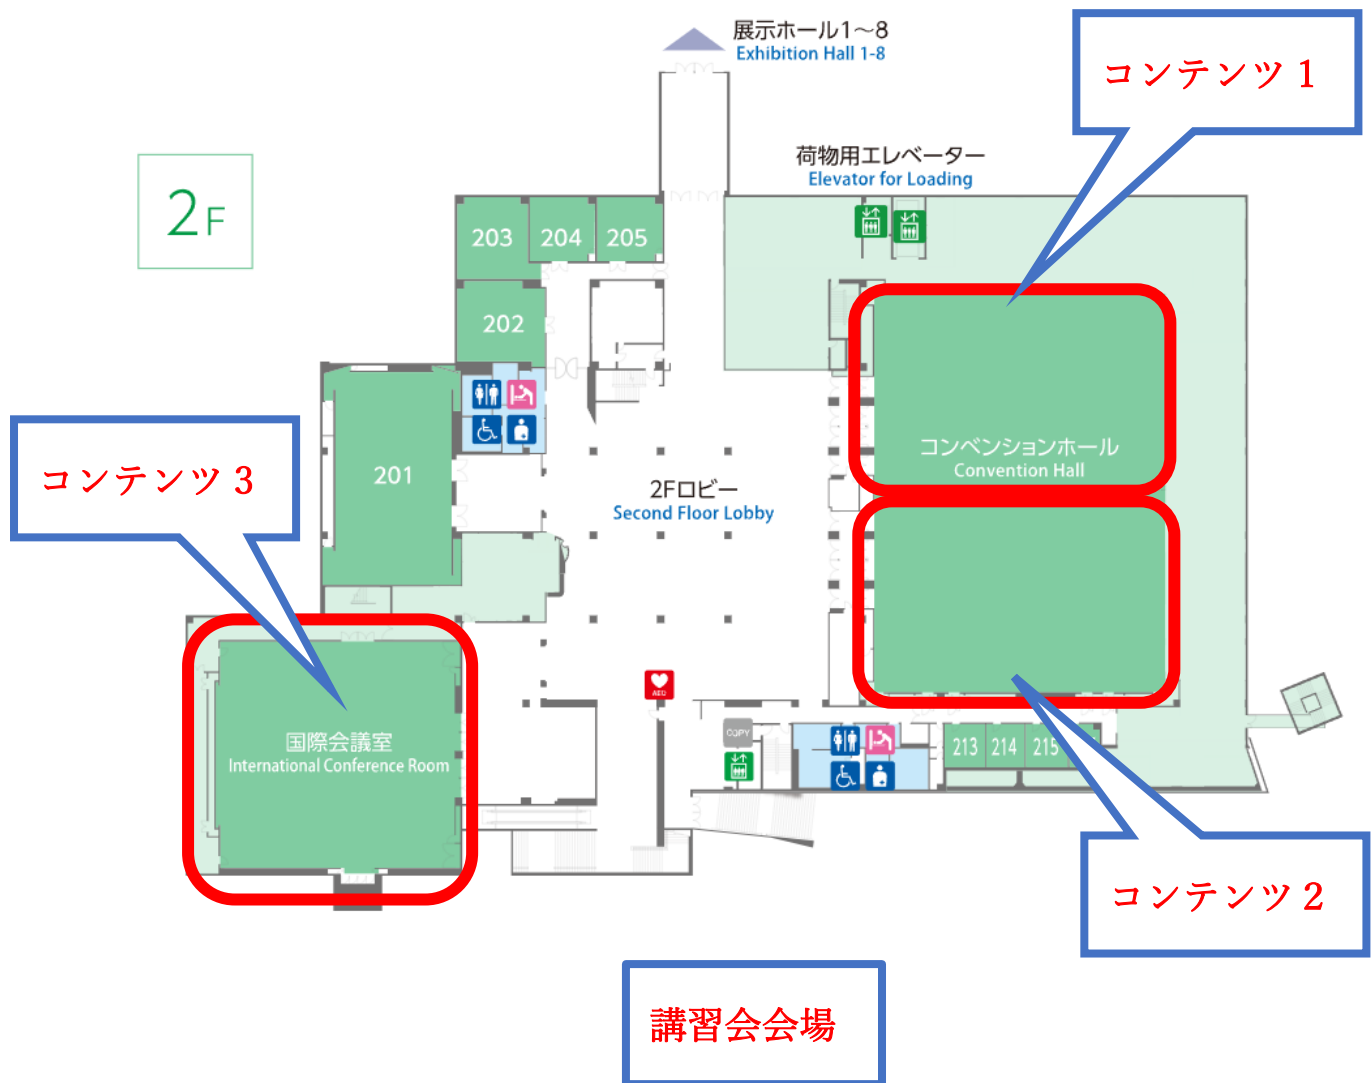 展示ホール1～8
Exhibition Hall 1-8
コンテンツ１
荷物用エレベーター
Elevator for Loading
2F
203
204
205
202
コンテンツ３
201
コンベンションホール
Convention Hall
2Fロビー
Second Floor Lobby
AED
国際会議室
International Conference Room
COPY
213
214
215
コンテンツ２
講習会会場